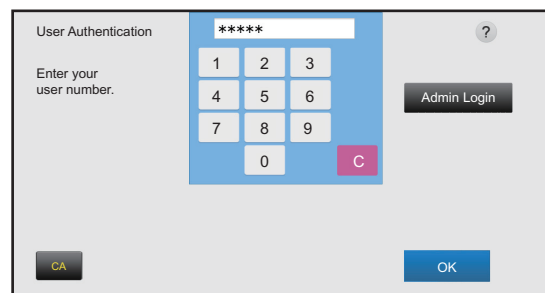 User Authentication
*****
?
Enter your
user number.
1 2 3
4 5 6
7 8 9
0 C
Admin Login
CA
OK